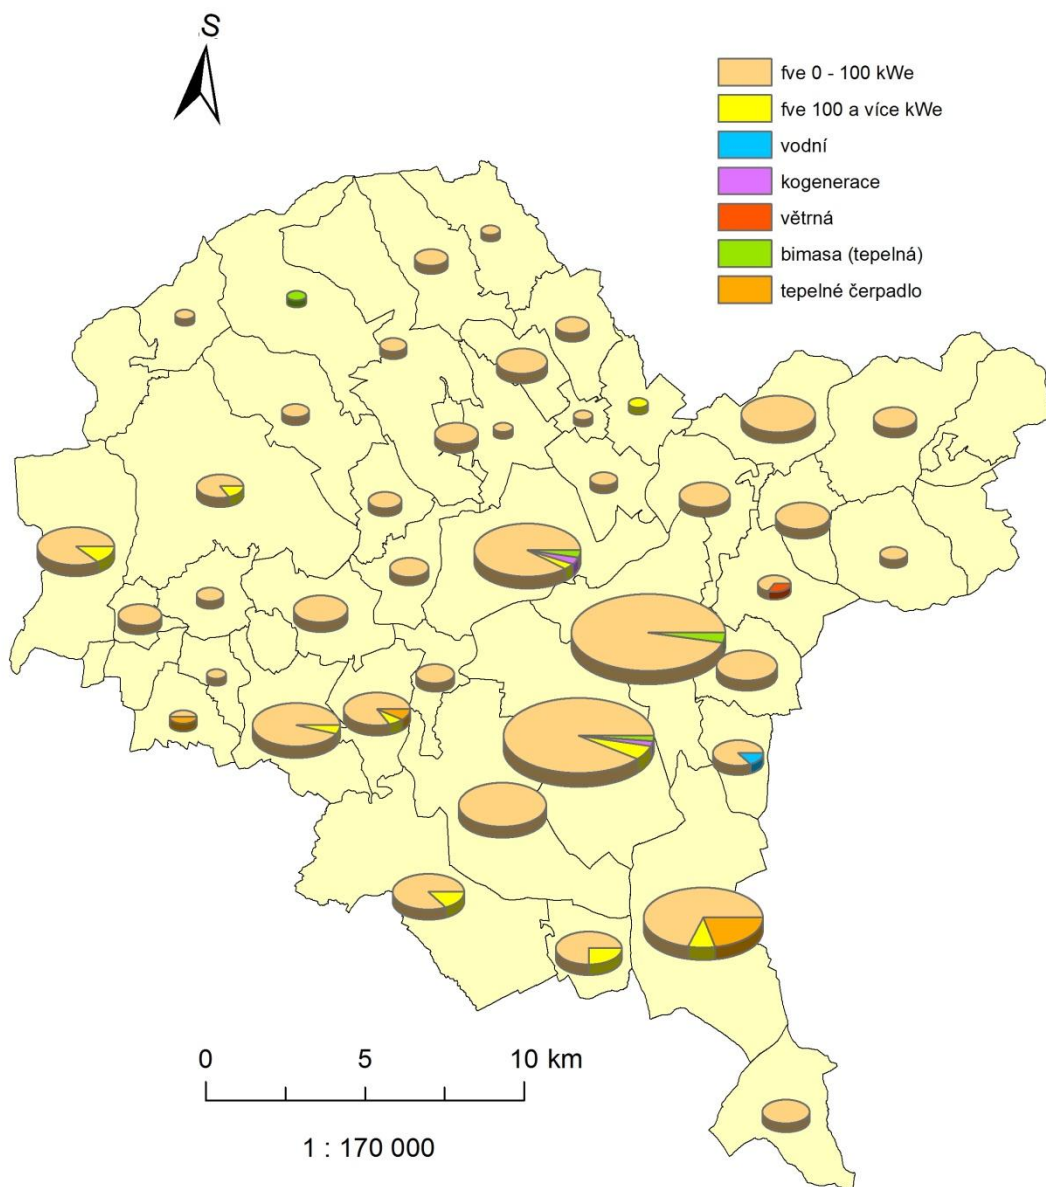 S
fve 0 - 100 kWe
fve 100 a více kWe
vodní
kogenerace
větrná
bimasa (tepelná)
tepelné čerpadlo
0 5 10 km
1 : 170 000